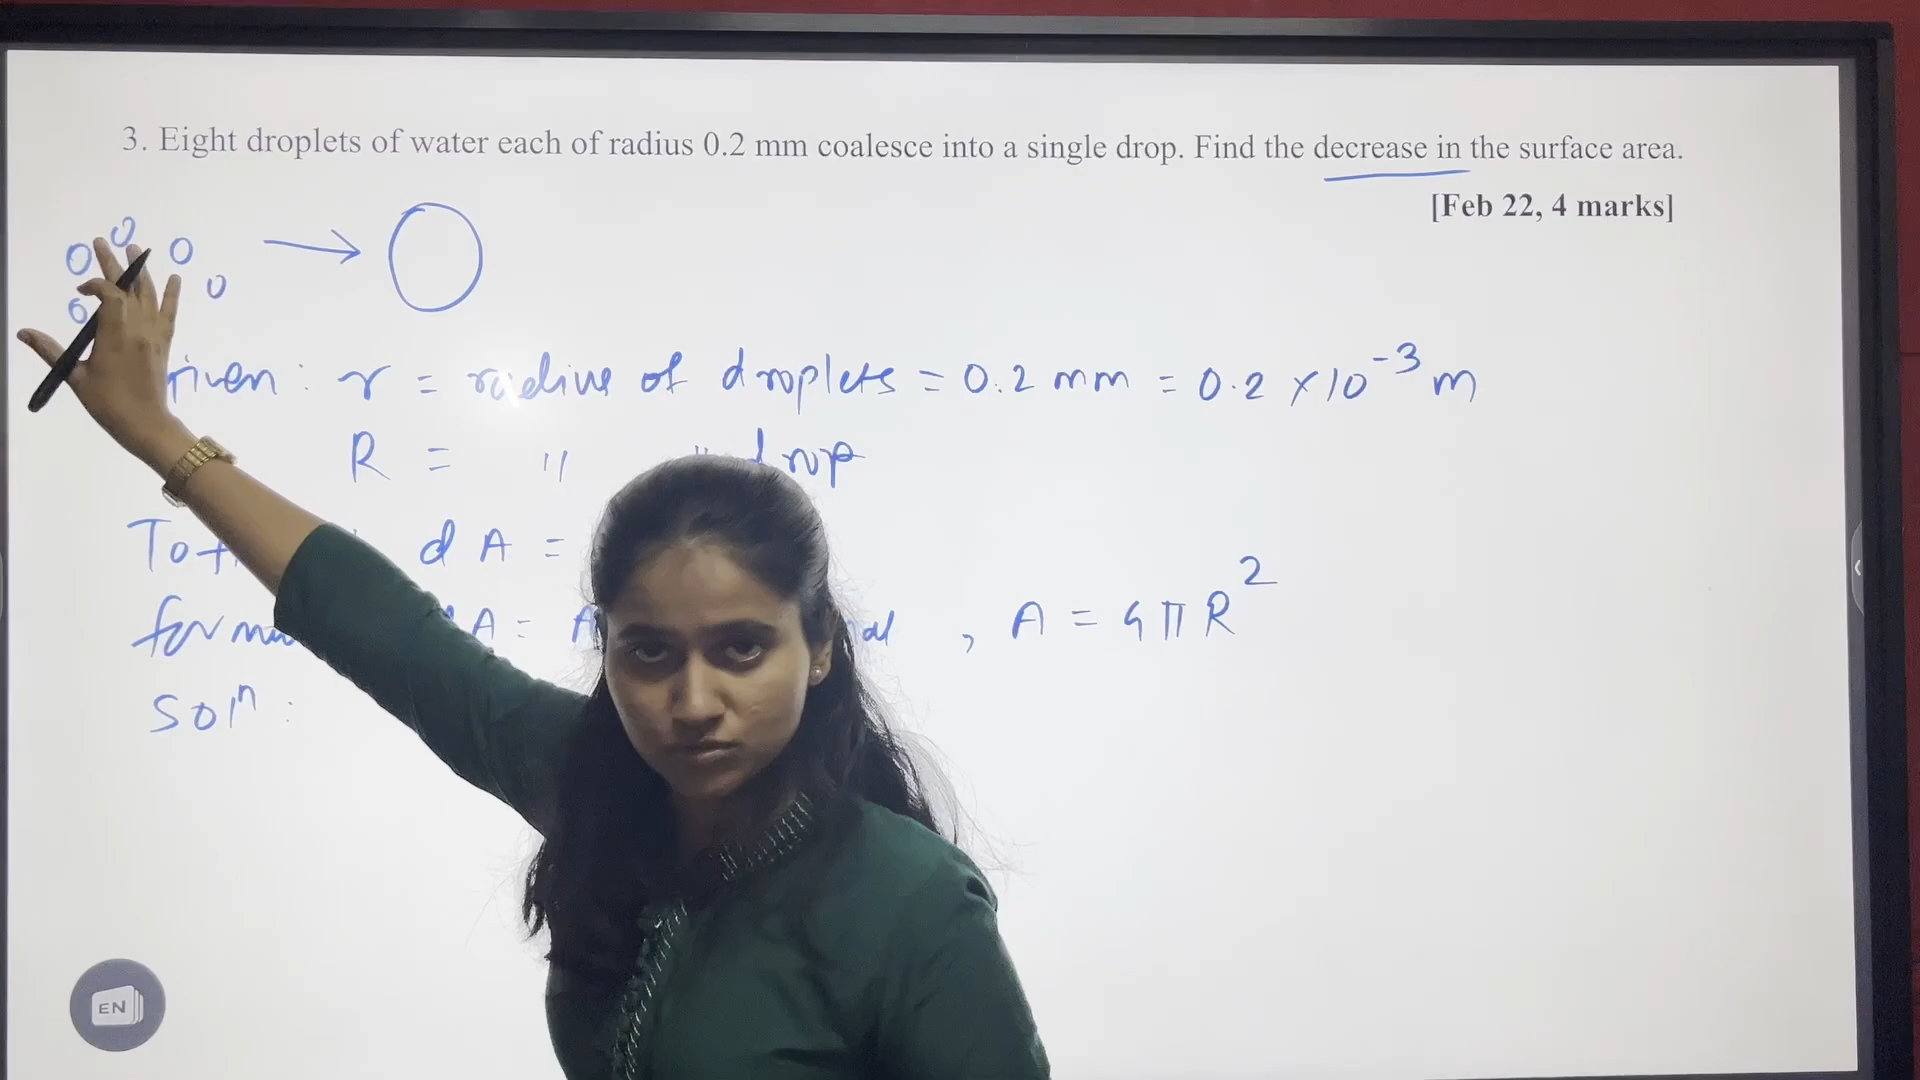 3. Eight droplets of water each of radius 0.2 mm coalesce into a single drop. Find the decrease in the surface area.
[Feb 22, 4 marks]
r = radius of droplets = 0.2 mm = 0.2 × 10⁻³ m
R = " " drop
dA =
A = , A = 4πR²
Solⁿ :
EN